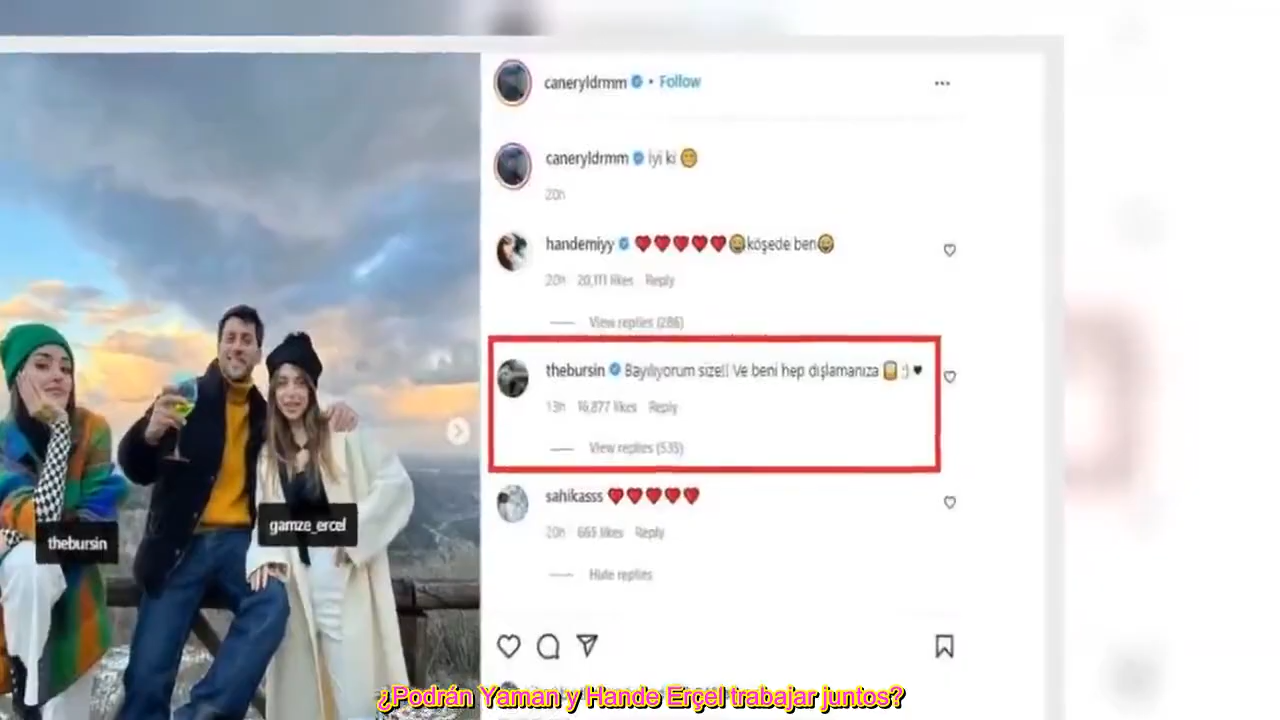 caneryldrmm • Follow
caneryldrmm İyi ki
20h
handemiyy köşede ben
20h 20,111 likes Reply
View replies (286)
thebursin Bayılıyorum size!! Ve beni hep dışlamanıza :)
13h 16,877 likes Reply
View replies (535)
sahikasss
20h 665 likes Reply
Hide replies
thebursin
gamze_ercel
¿Podrán Yaman y Hande Erçel trabajar juntos?